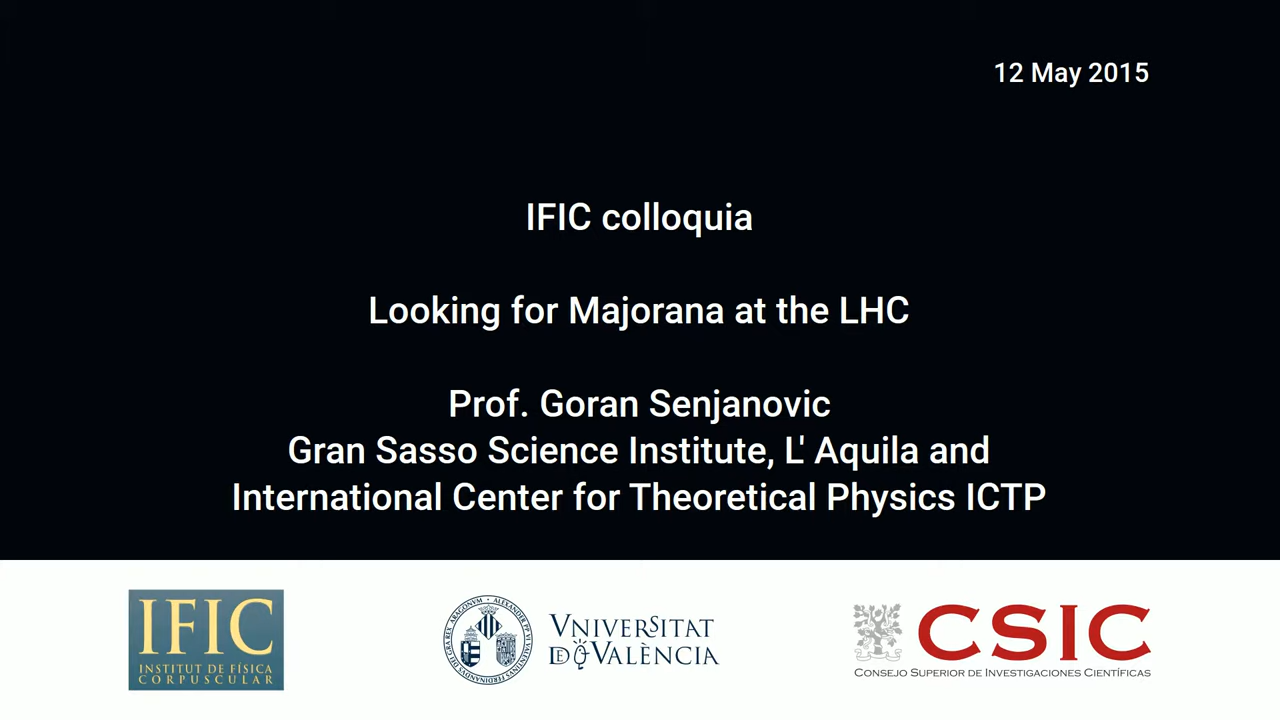 12 May 2015
IFIC colloquia
Looking for Majorana at the LHC
Prof. Goran Senjanovic
Gran Sasso Science Institute, L' Aquila and
International Center for Theoretical Physics ICTP
IFIC
INSTITUT DE FÍSICA
CORPUSCULAR
VNIVERSITAT
DE VALÈNCIA
CSIC
CONSEJO SUPERIOR DE INVESTIGACIONES CIENTÍFICAS